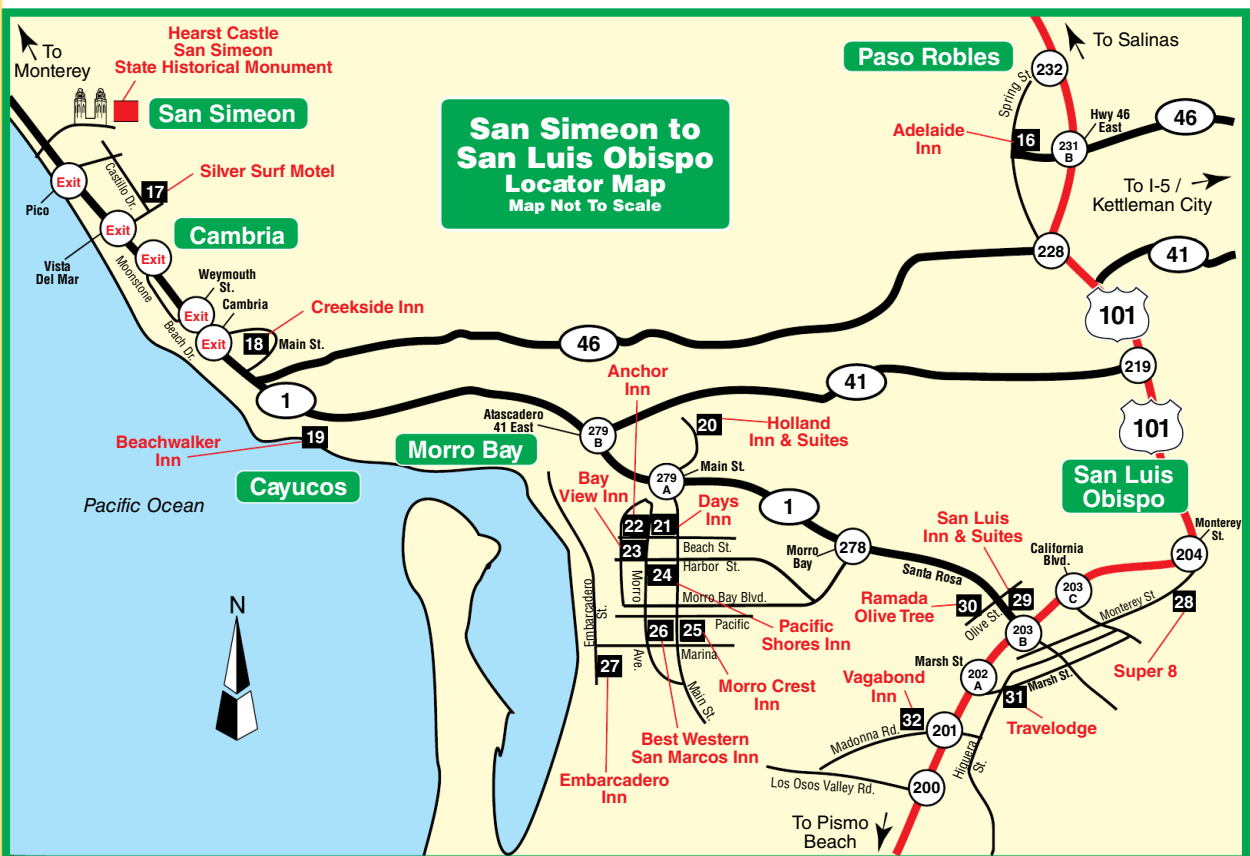 To
Monterey
Hearst Castle
San Simeon
State Historical Monument
San Simeon
Castillo Dr.
17
Silver Surf Motel
Exit
Pico
Exit
Vista
Del Mar
Cambria
Exit
Moonstone
Beach Dr.
Weymouth
St.
Exit
Cambria
Exit
18
Main St.
Creekside Inn
San Simeon to
San Luis Obispo
Locator Map
Map Not To Scale
Paso Robles
To Salinas
232
Spring St.
Adelaide
Inn
16
231
B
Hwy 46
East
46
To I-5 /
Kettleman City
228
41
101
46
219
41
101
1
Beachwalker
Inn
19
Cayucos
Pacific Ocean
Morro Bay
Atascadero
41 East
279
B
Anchor
Inn
20
Holland
Inn & Suites
279
A
Main St.
Bay
View Inn
Days
Inn
22
21
23
Beach St.
Harbor St.
24
Morro
Ave.
Morro Bay Blvd.
Pacific
26
25
Marina
27
Embarcadero
St.
Main St.
Pacific
Shores Inn
Morro Crest
Inn
Best Western
San Marcos Inn
Embarcadero
Inn
1
Morro
Bay
278
Santa Rosa
San Luis
Inn & Suites
San Luis
Obispo
Monterey
St.
204
California
Blvd.
203
C
Monterey St
28
Super 8
Ramada
Olive Tree
30
29
Olive St.
203
B
Marsh St
202
A
Marsh St.
31
Travelodge
Vagabond
Inn
32
Madonna Rd.
201
Higuera
St.
Los Osos Valley Rd.
200
To Pismo
Beach
N